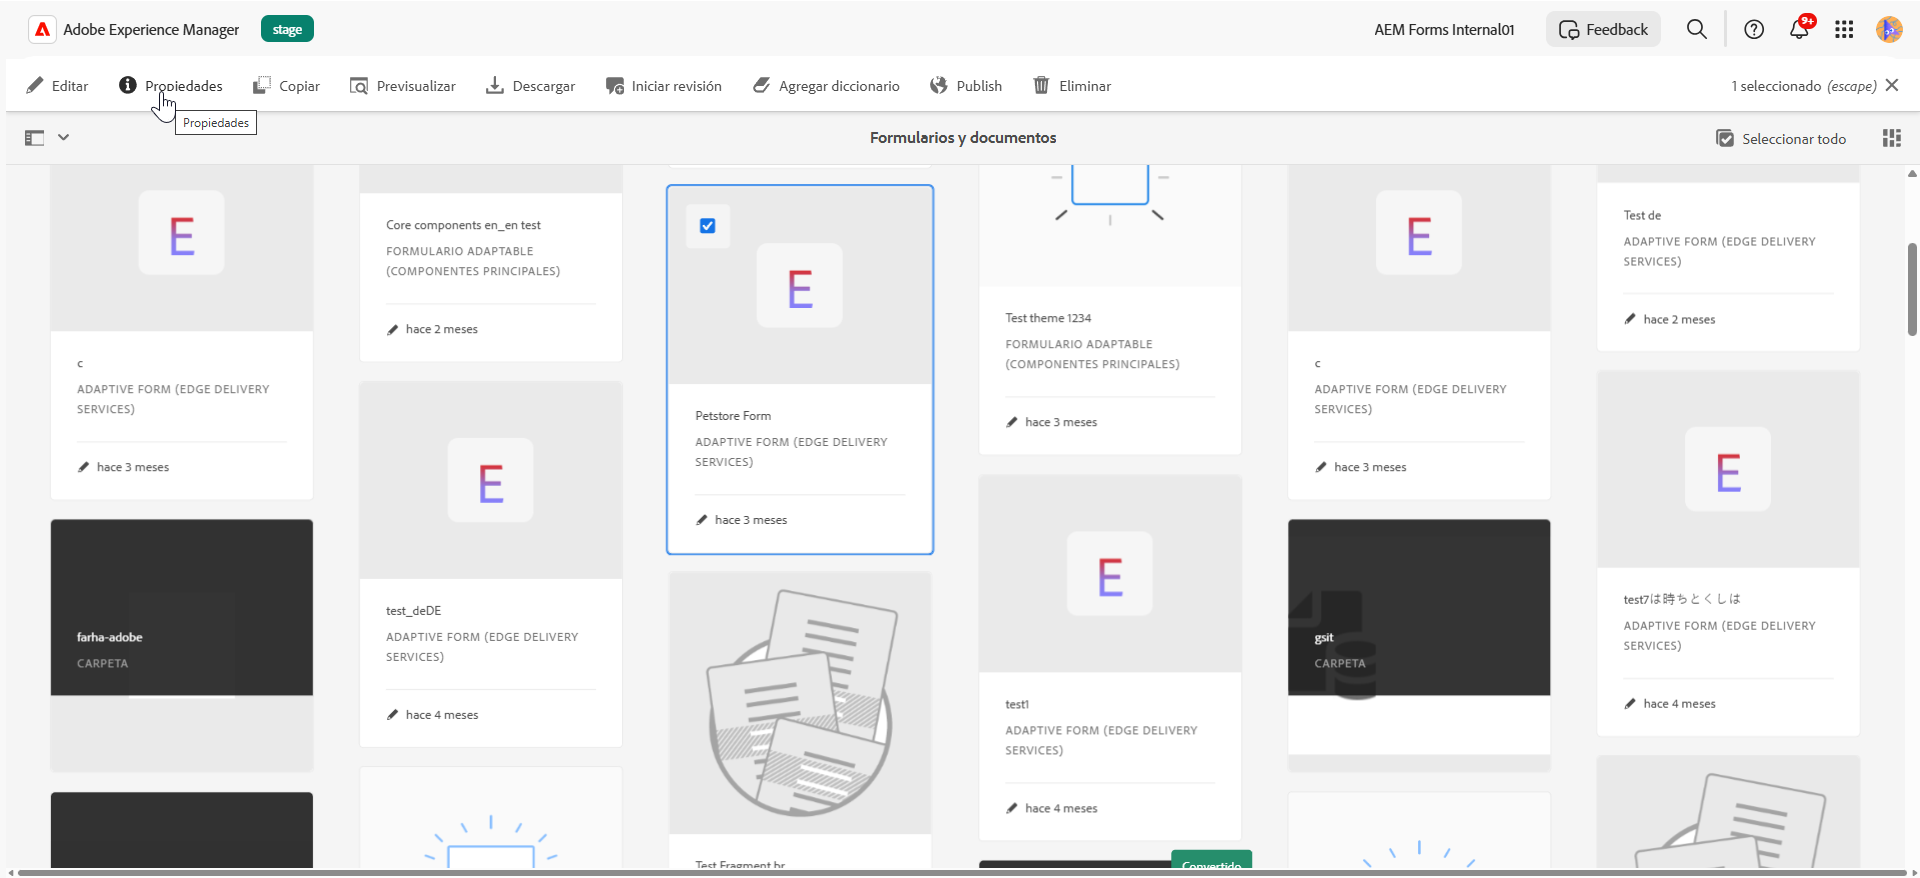 Adobe Experience Manager
stage
AEM Forms Internal01
Feedback
9+
Editar
Propiedades
Copiar
Previsualizar
Descargar
Iniciar revisión
Agregar diccionario
Publish
Eliminar
1 seleccionado (escape)
Propiedades
Formularios y documentos
Seleccionar todo
E
c
ADAPTIVE FORM (EDGE DELIVERY
SERVICES)
hace 3 meses
farha-adobe
CARPETA
Core components en_en test
FORMULARIO ADAPTABLE
(COMPONENTES PRINCIPALES)
hace 2 meses
E
test_deDE
ADAPTIVE FORM (EDGE DELIVERY
SERVICES)
hace 4 meses
E
Petstore Form
ADAPTIVE FORM (EDGE DELIVERY
SERVICES)
hace 3 meses
Test Fragment br
Test theme 1234
FORMULARIO ADAPTABLE
(COMPONENTES PRINCIPALES)
hace 3 meses
E
test1
ADAPTIVE FORM (EDGE DELIVERY
SERVICES)
hace 4 meses
Convertido
E
c
ADAPTIVE FORM (EDGE DELIVERY
SERVICES)
hace 3 meses
gsit
CARPETA
Test de
ADAPTIVE FORM (EDGE DELIVERY
SERVICES)
hace 2 meses
E
test7は時ちとくしは
ADAPTIVE FORM (EDGE DELIVERY
SERVICES)
hace 4 meses